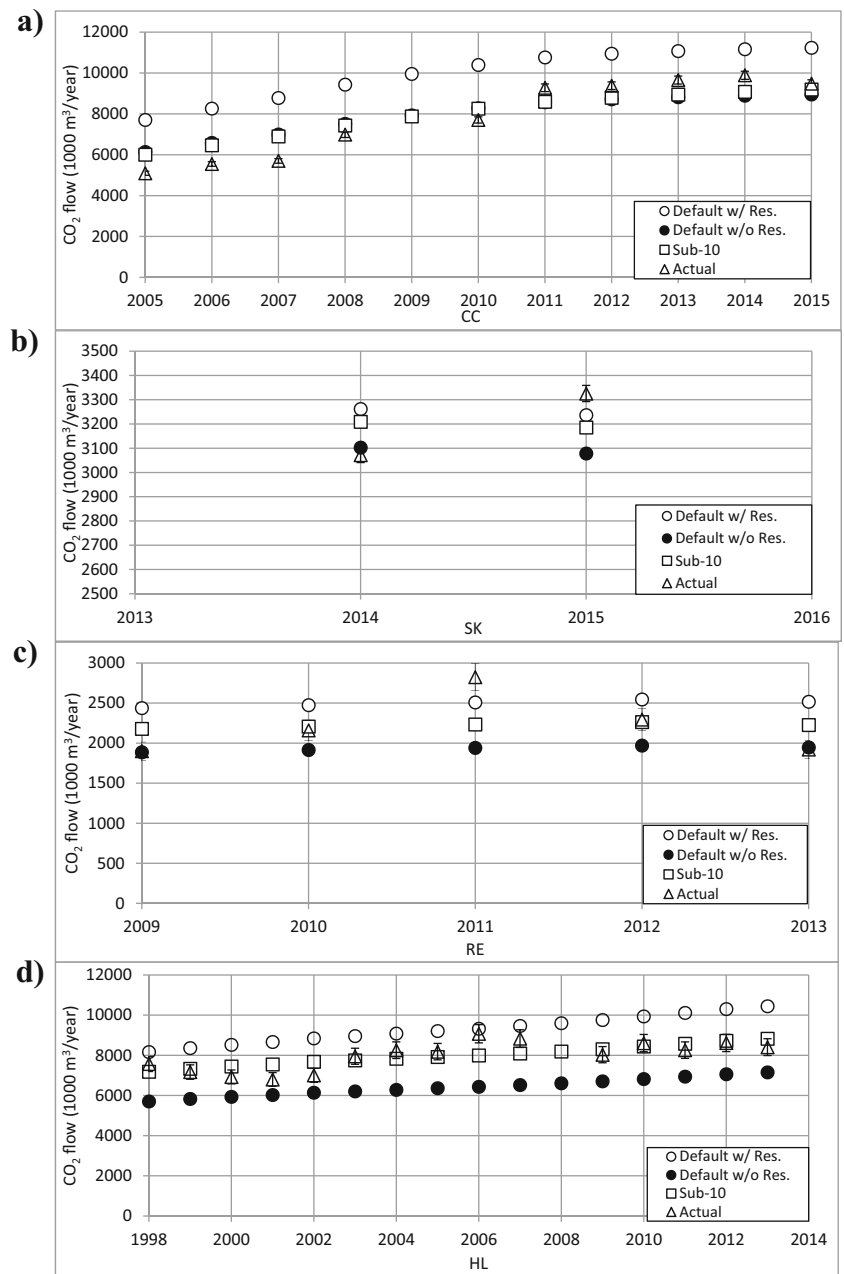 a)
12000
10000
8000
6000
4000
2000
0
CO₂ flow (1000 m³/year)
Default w/ Res.
Default w/o Res.
Sub-10
Actual
2005 2006 2007 2008 2009 2010 2011 2012 2013 2014 2015
CC
b)
3500
3400
3300
3200
3100
3000
2900
2800
2700
2600
2500
CO₂ flow (1000 m³/year)
Default w/ Res.
Default w/o Res.
Sub-10
Actual
2013 2014 2015 2016
SK
c)
3000
2500
2000
1500
1000
500
0
CO₂ flow (1000 m³/year)
Default w/ Res.
Default w/o Res.
Sub-10
Actual
2009 2010 2011 2012 2013
RE
d)
12000
10000
8000
6000
4000
2000
0
CO₂ flow (1000 m³/year)
Default w/ Res.
Default w/o Res.
Sub-10
Actual
1998 2000 2002 2004 2006 2008 2010 2012 2014
HL